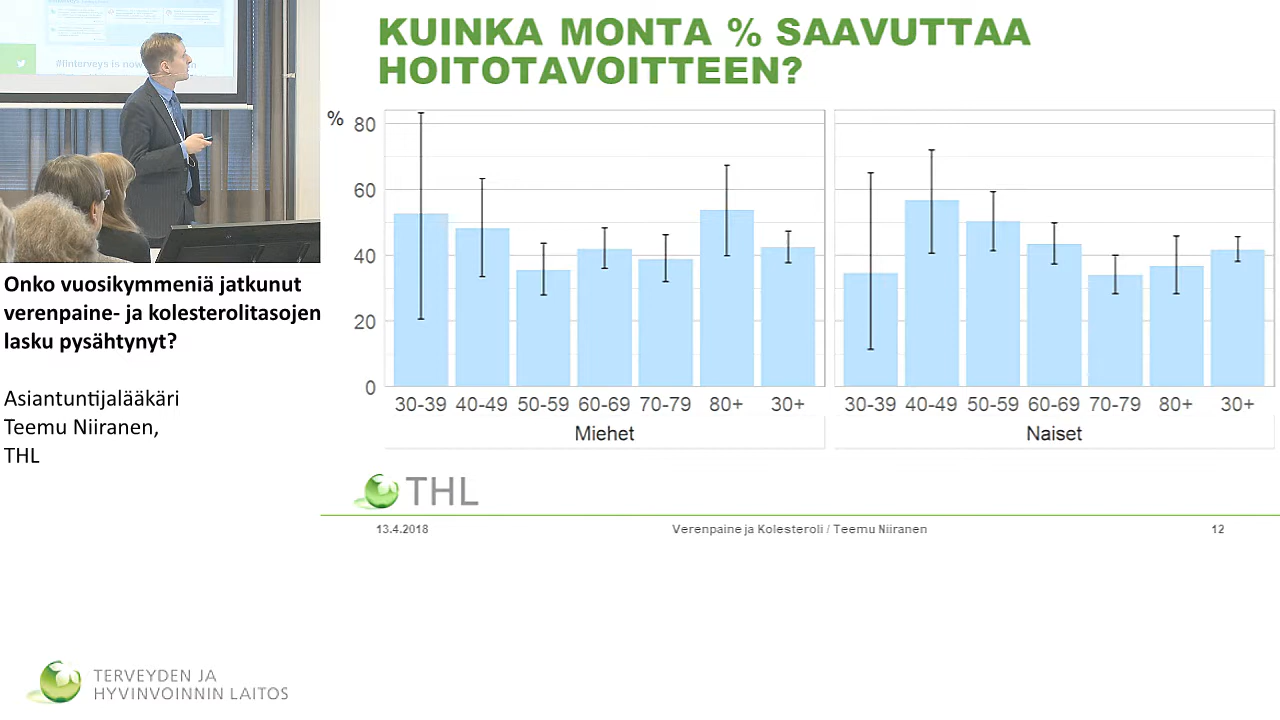 #finterveys is now
KUINKA MONTA % SAAVUTTAA
HOITOTAVOITTEEN?
%
80
60
40
20
0
30-39 40-49 50-59 60-69 70-79 80+ 30+
Miehet
30-39 40-49 50-59 60-69 70-79 80+ 30+
Naiset
THL
13.4.2018 Verenpaine ja Kolesteroli / Teemu Niiranen 12
Onko vuosikymmeniä jatkunut
verenpaine- ja kolesterolitasojen
lasku pysähtynyt?
Asiantuntijalääkäri
Teemu Niiranen,
THL
TERVEYDEN JA
HYVINVOINNIN LAITOS